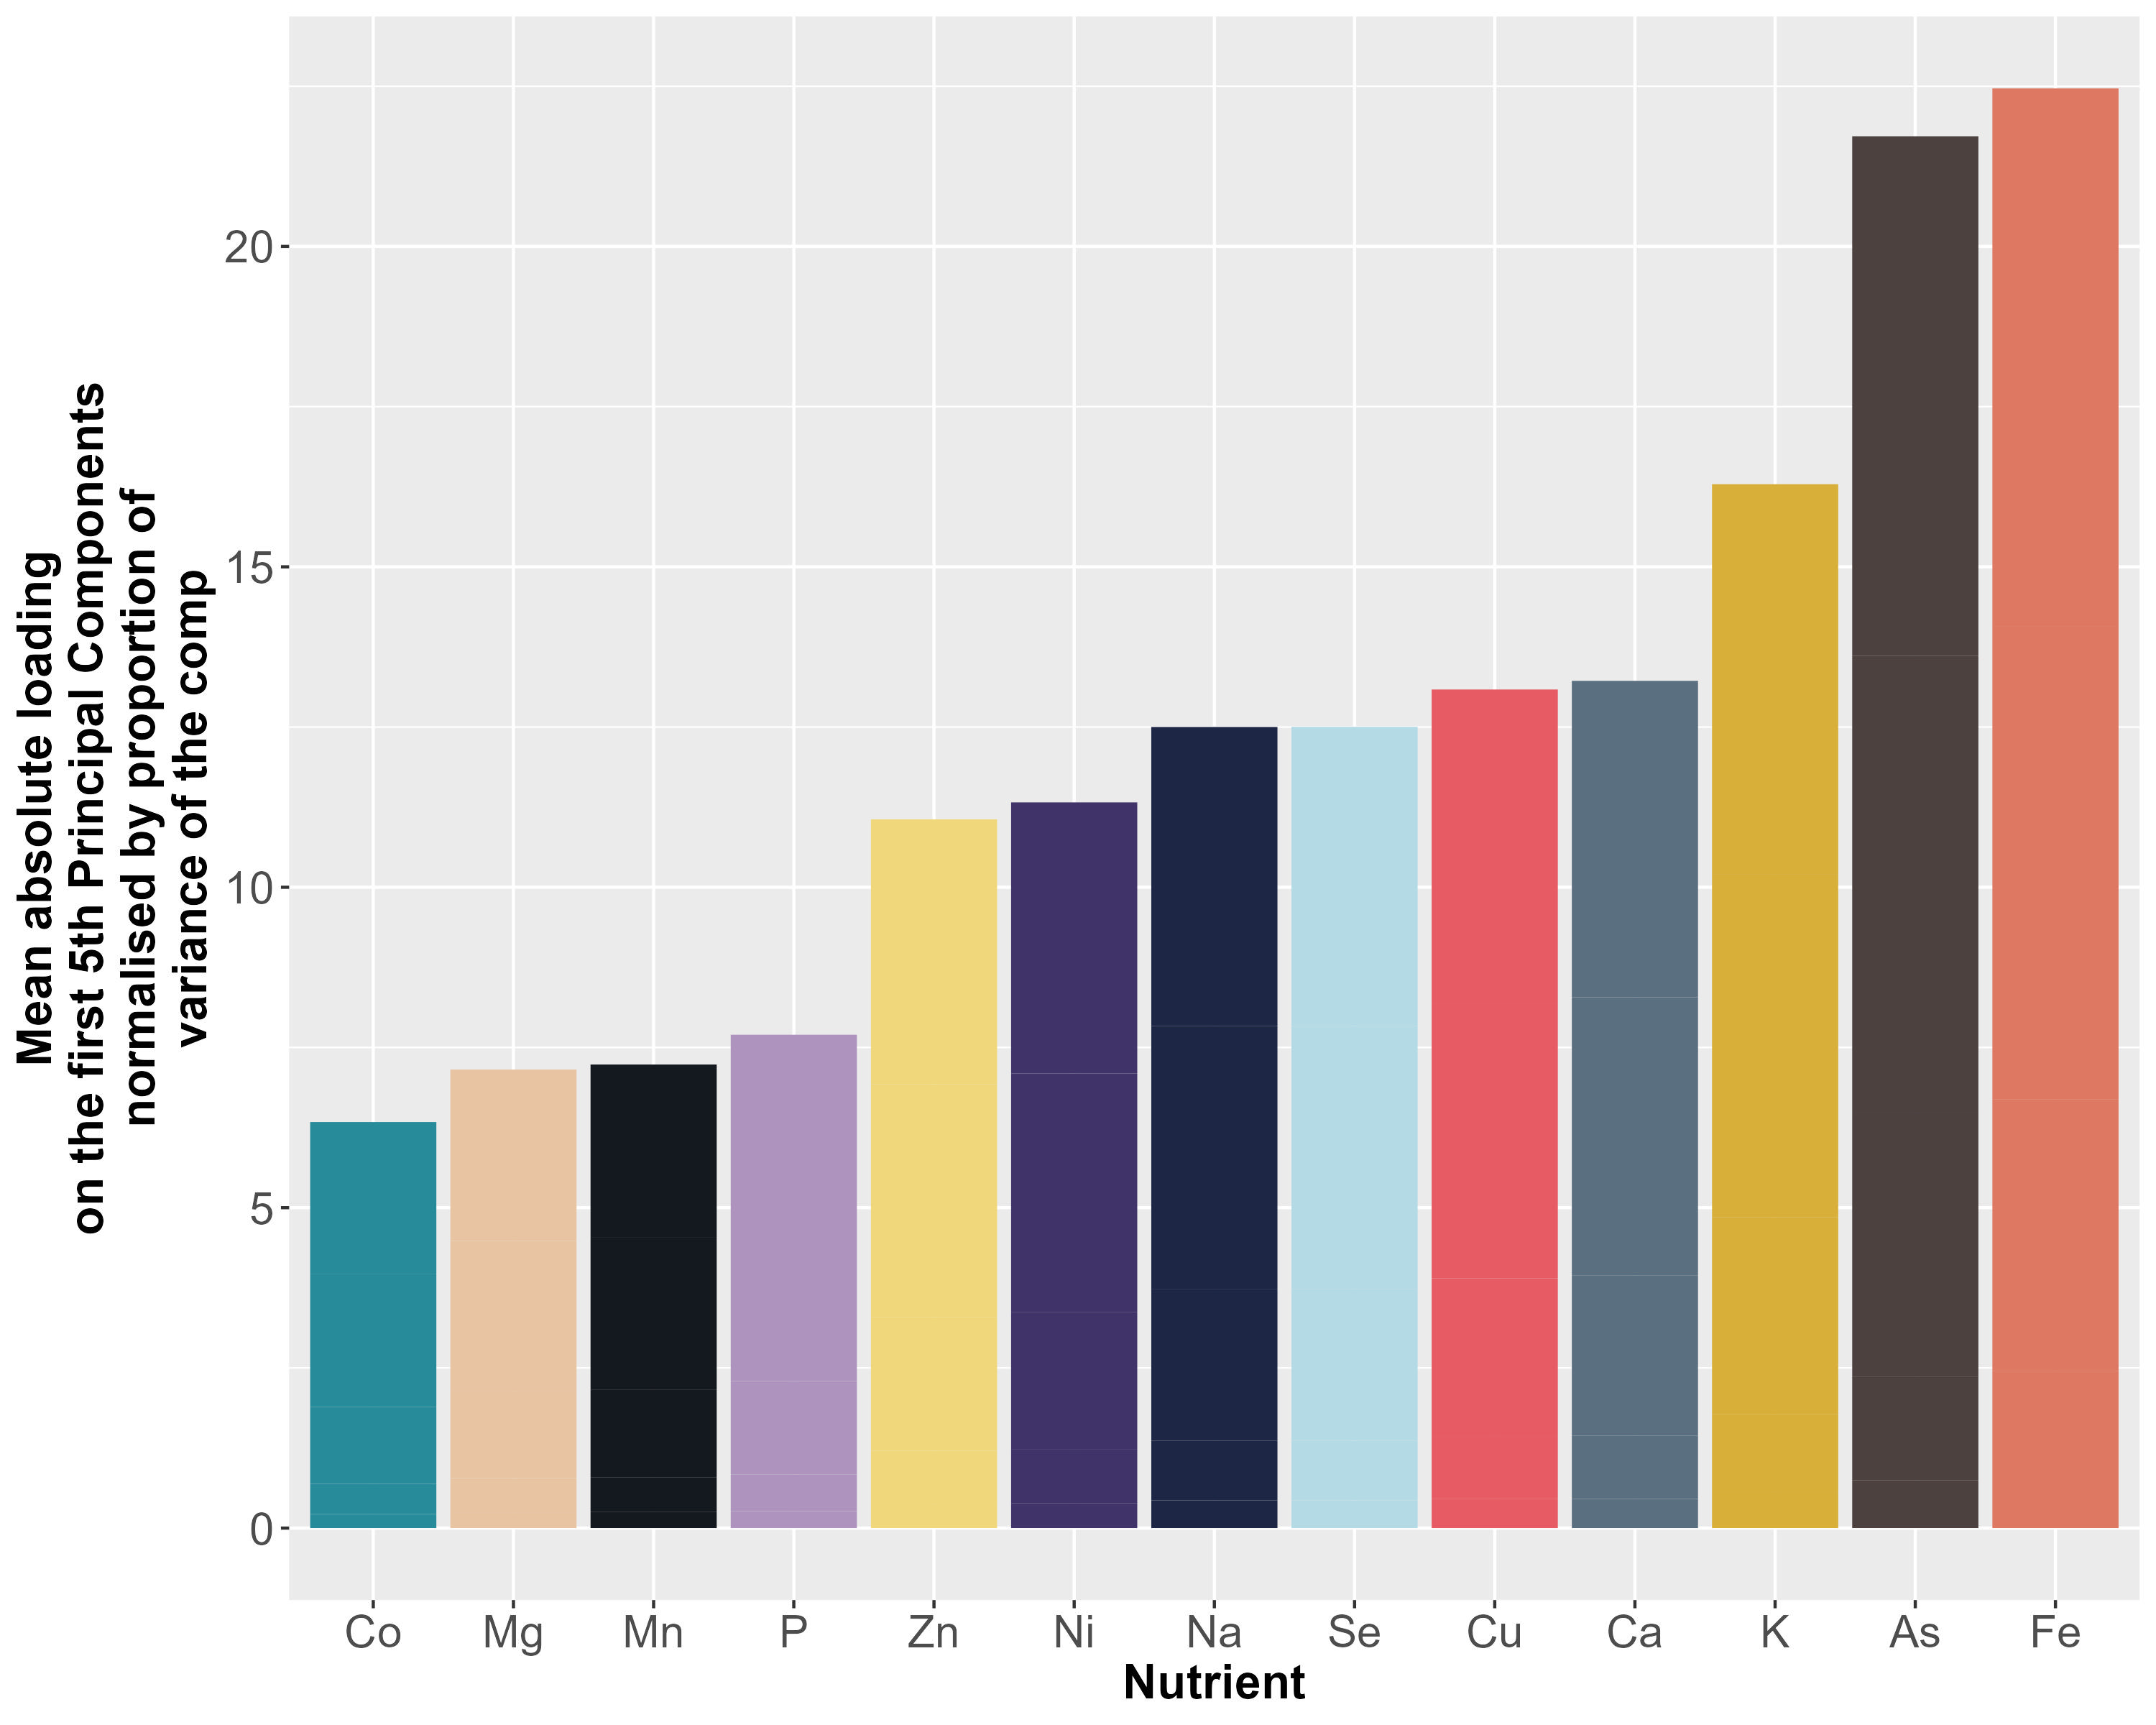 Mean absolute loading
on the first 5th Principal Components
normalised by proportion of
variance of the comp
20
15
10
5
0
Co Mg Mn P Zn Ni Na Se Cu Ca K As Fe
Nutrient